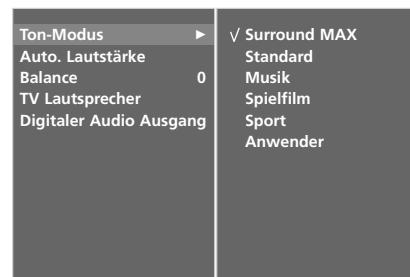 Ton-Modus ►
Auto. Lautstärke
Balance 0
TV Lautsprecher
Digitaler Audio Ausgang
√ Surround MAX
Standard
Musik
Spielfilm
Sport
Anwender